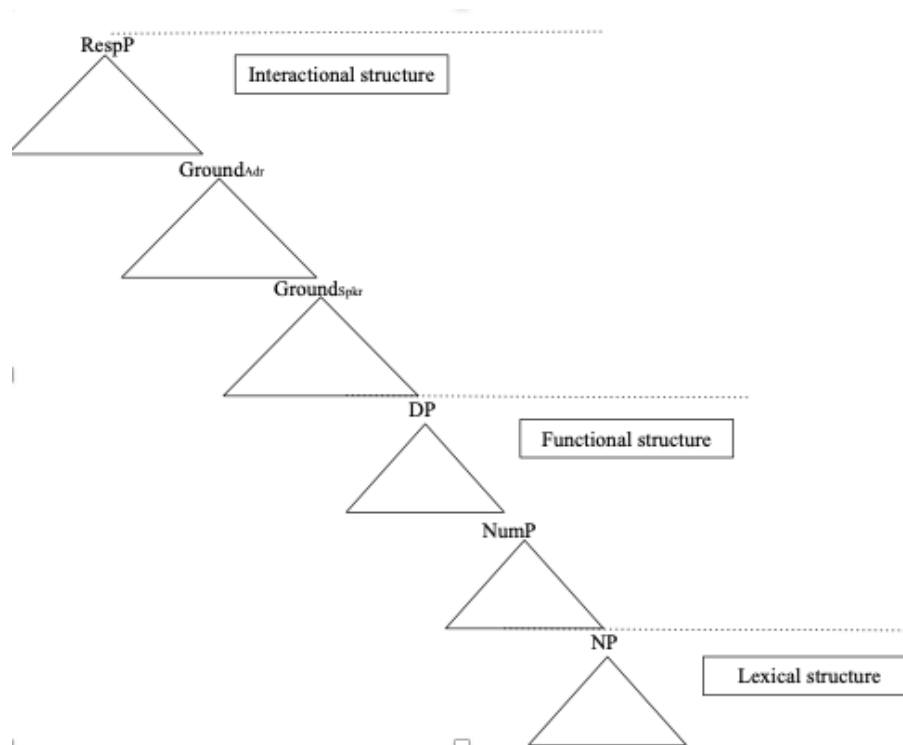 RespP
Interactional structure
GroundAdr
GroundSpkr
DP
Functional structure
NumP
NP
Lexical structure